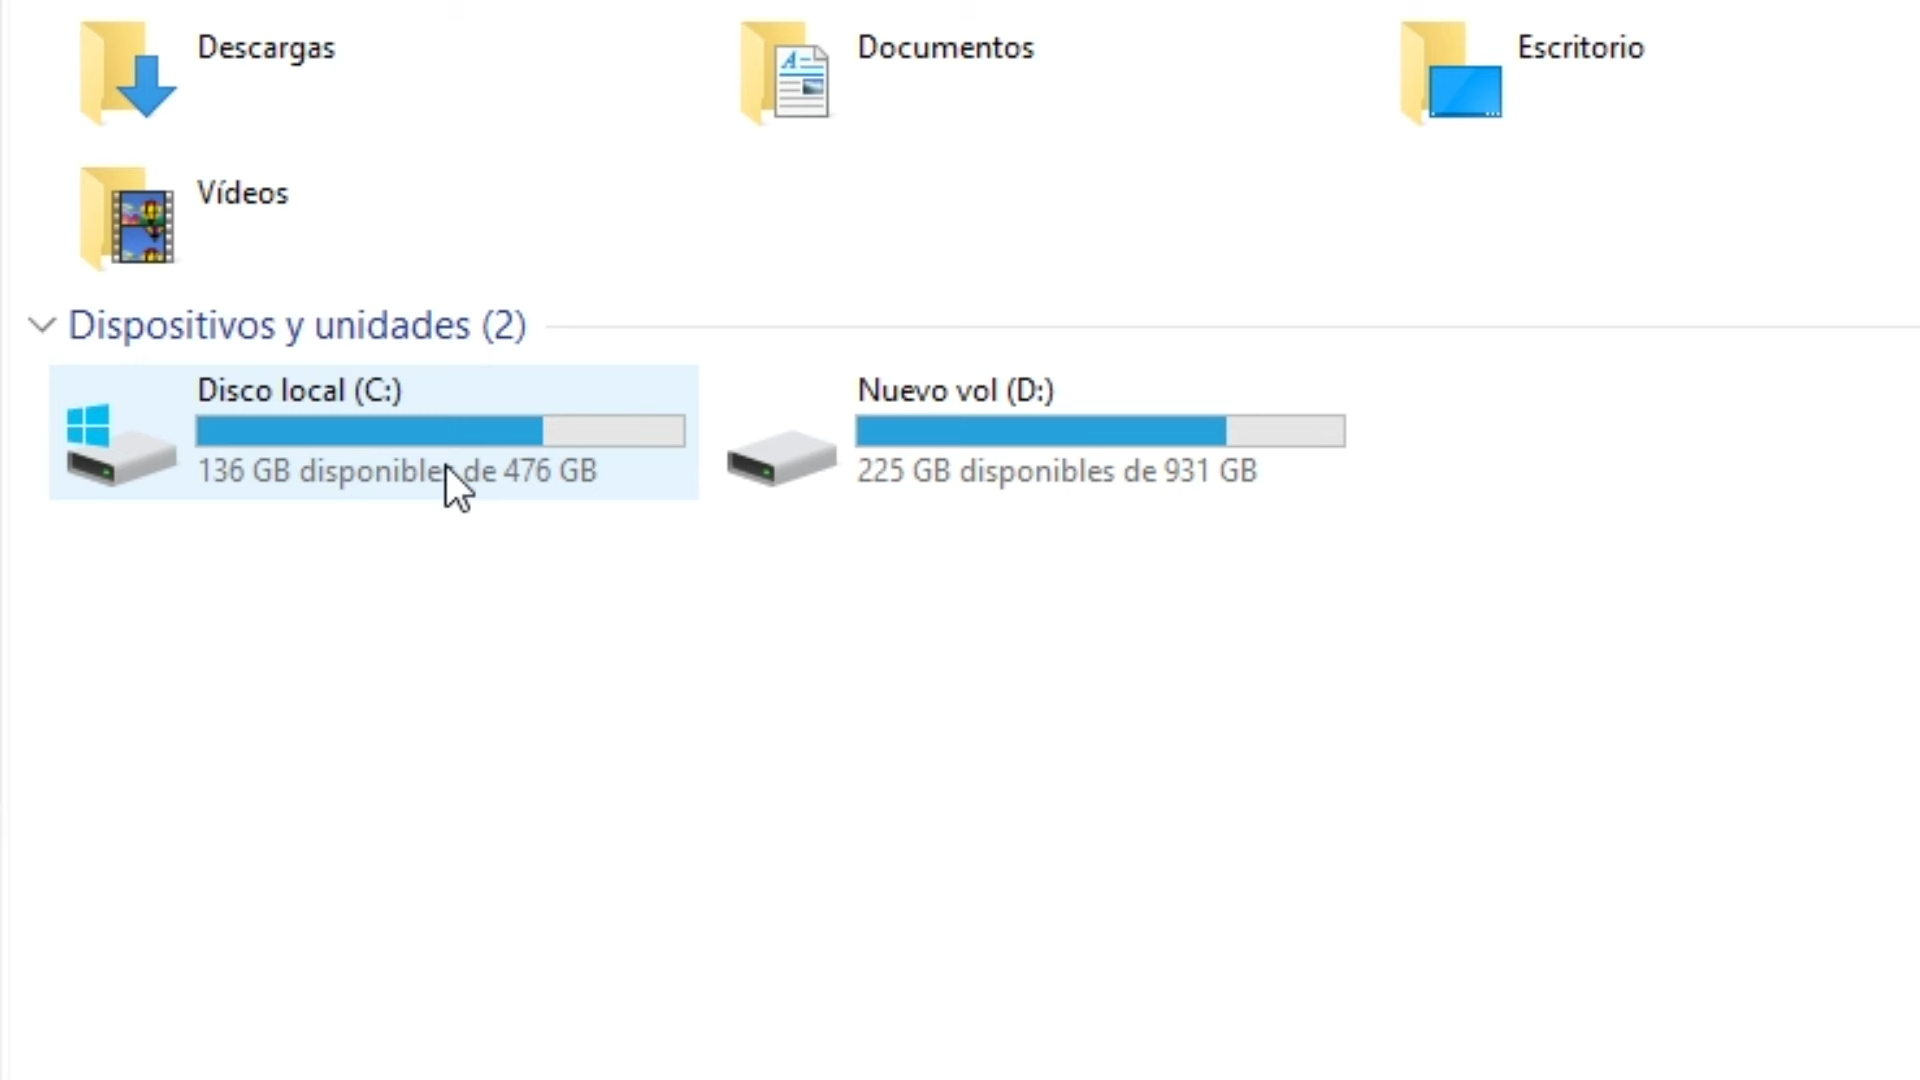 Descargas
Documentos
Escritorio
Vídeos
Dispositivos y unidades (2)
Disco local (C:)
136 GB disponibles de 476 GB
Nuevo vol (D:)
225 GB disponibles de 931 GB